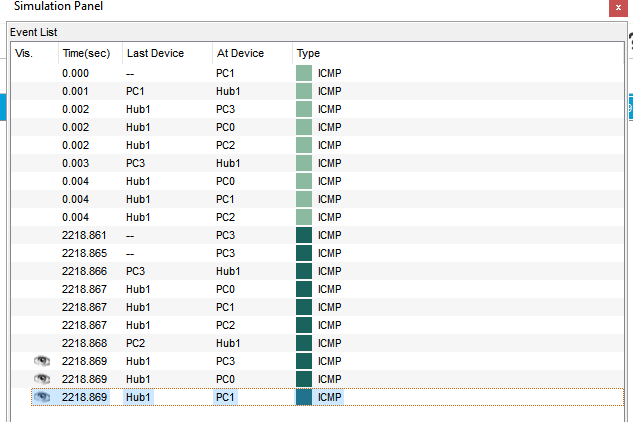 Simulation Panel x
Event List
Vis. Time(sec) Last Device At Device Type
0.000 -- PC1 ICMP
0.001 PC1 Hub1 ICMP
0.002 Hub1 PC3 ICMP
0.002 Hub1 PC0 ICMP
0.002 Hub1 PC2 ICMP
0.003 PC3 Hub1 ICMP
0.004 Hub1 PC0 ICMP
0.004 Hub1 PC1 ICMP
0.004 Hub1 PC2 ICMP
2218.861 -- PC3 ICMP
2218.865 -- PC3 ICMP
2218.866 PC3 Hub1 ICMP
2218.867 Hub1 PC0 ICMP
2218.867 Hub1 PC1 ICMP
2218.867 Hub1 PC2 ICMP
2218.868 PC2 Hub1 ICMP
2218.869 Hub1 PC3 ICMP
2218.869 Hub1 PC0 ICMP
2218.869 Hub1 PC1 ICMP